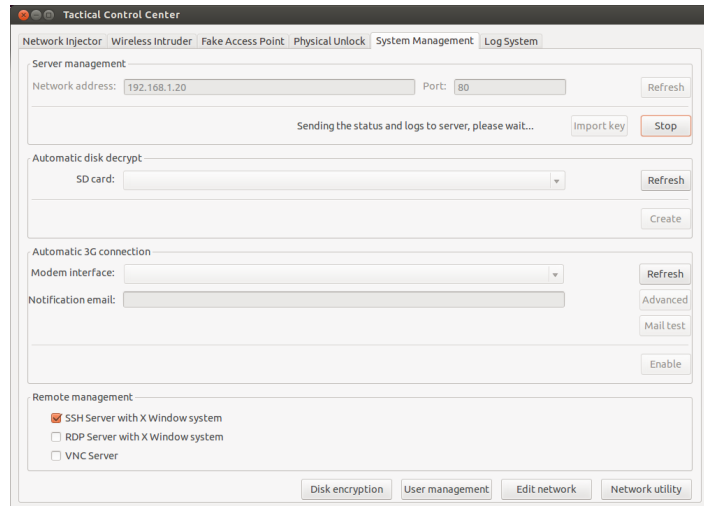 Tactical Control Center
Network Injector Wireless Intruder Fake Access Point Physical Unlock System Management Log System
Server management
Network address: 192.168.1.20 Port: 80 Refresh
Sending the status and logs to server, please wait... Import key Stop
Automatic disk decrypt
SD card: Refresh
Create
Automatic 3G connection
Modem interface: Refresh
Notification email: Advanced
Mail test
Enable
Remote management
SSH Server with X Window system
RDP Server with X Window system
VNC Server
Disk encryption User management Edit network Network utility